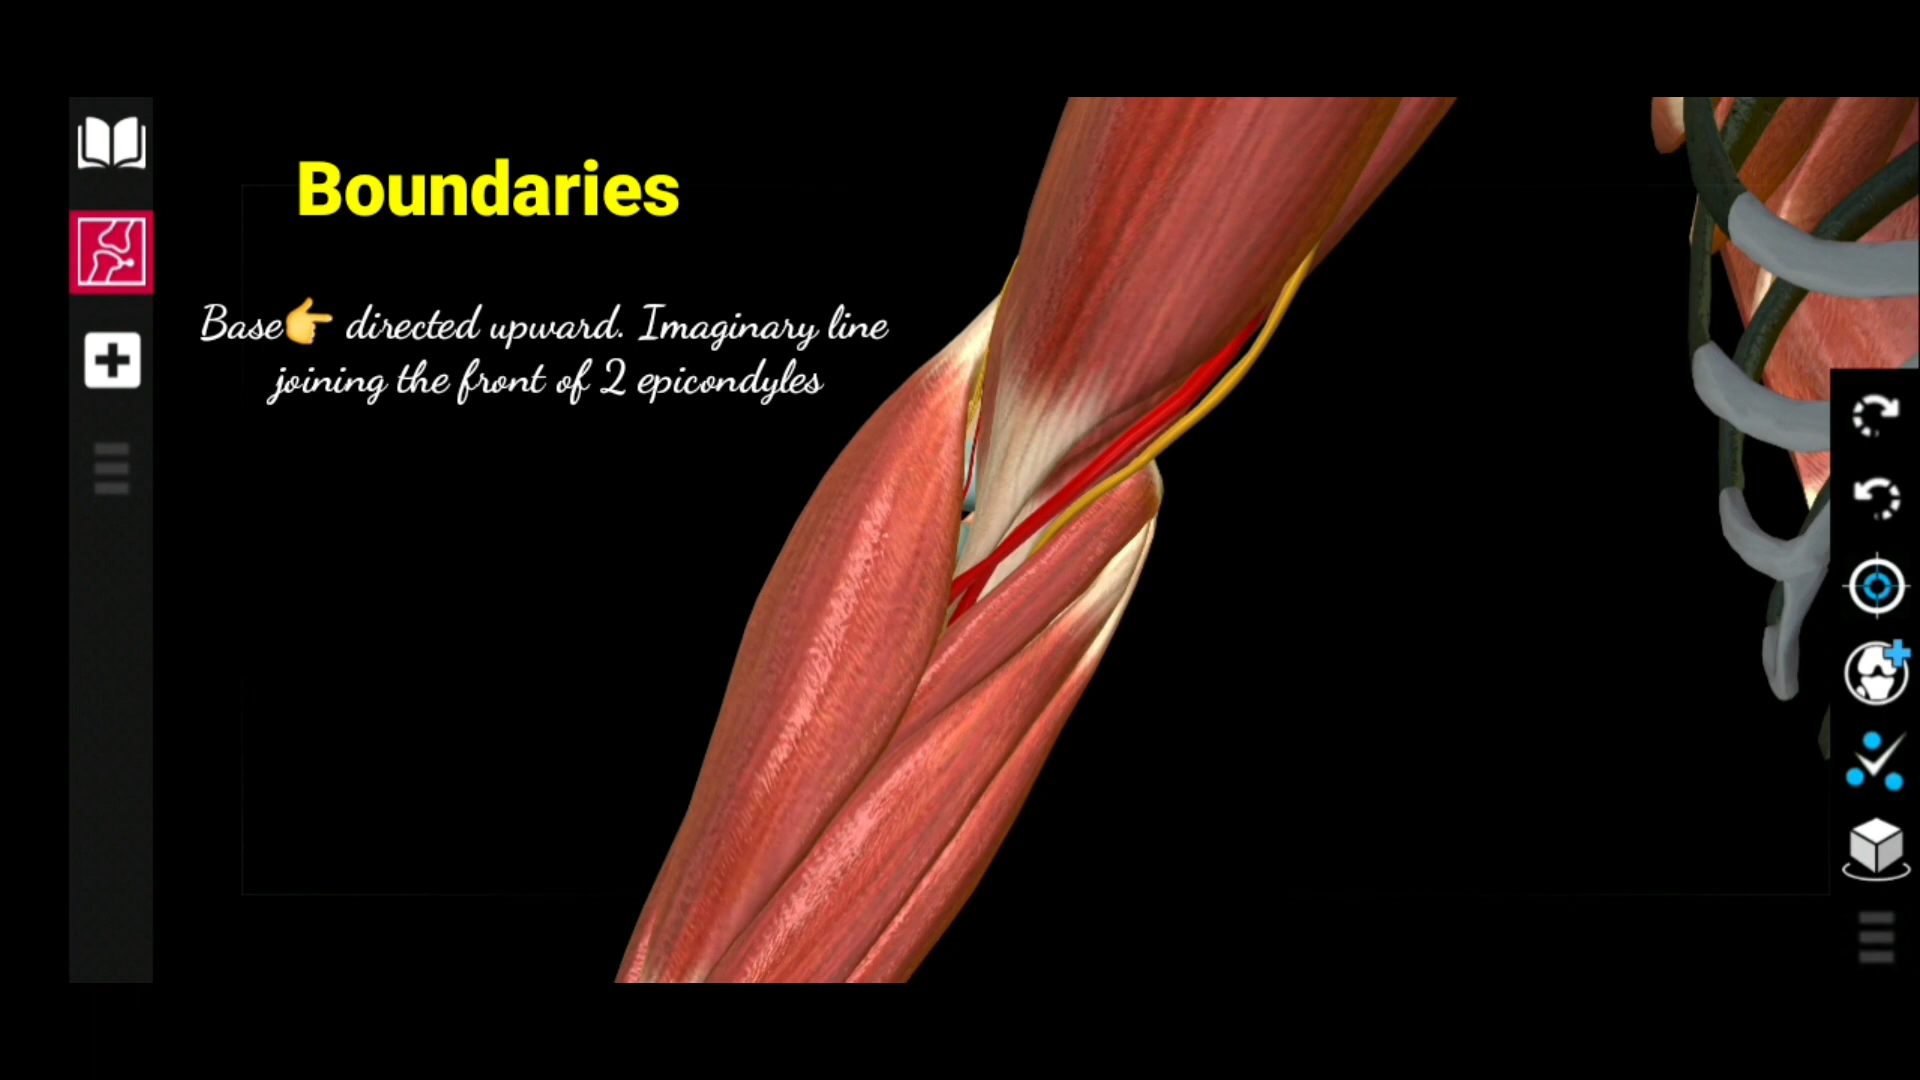 Boundaries
Base👉 directed upward. Imaginary line
joining the front of 2 epicondyles